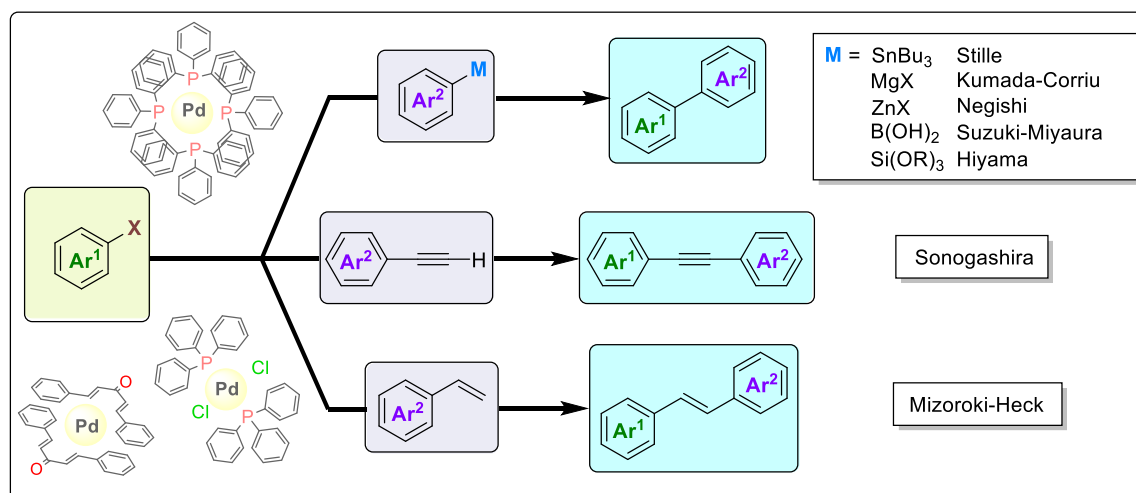 P
P
Pd
P
P
M
Ar²
Ar²
Ar¹
M = SnBu₃ Stille
MgX Kumada-Corriu
ZnX Negishi
B(OH)₂ Suzuki-Miyaura
Si(OR)₃ Hiyama
X
Ar¹
Ar²
H
Ar¹
Ar²
Sonogashira
P
Cl
Pd
Cl
P
O
Pd
O
Ar²
Ar²
Ar¹
Mizoroki-Heck